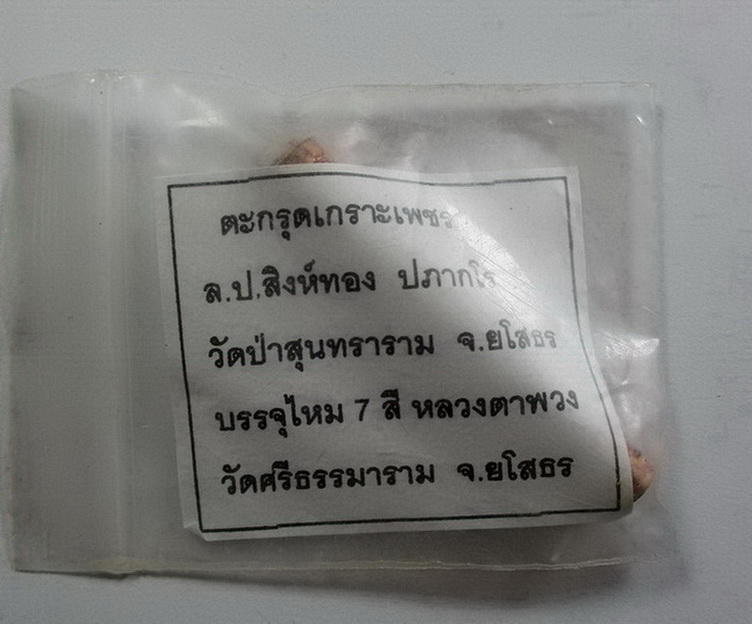 ตะกรุดเกราะเพชร
ล.ป.สิงห์ทอง ปภากโร
วัดป่าสุนทราราม จ.ยโสธร
บรรจุไหม 7 สี หลวงตาพวง
วัดศรีธรรมาราม จ.ยโสธร